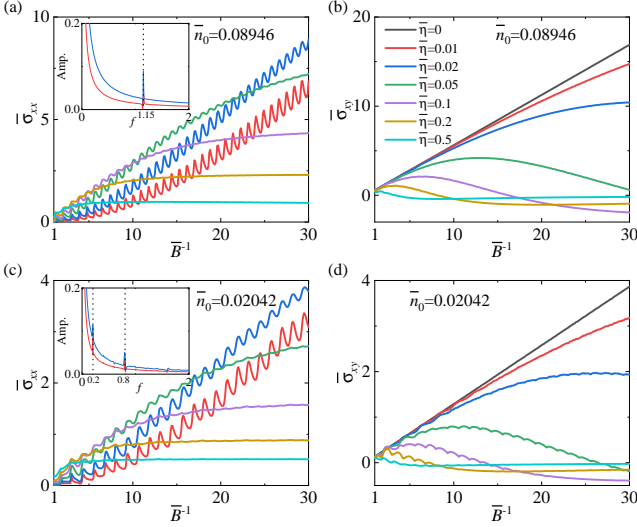 (a)
n̄₀=0.08946
σ̄ₓₓ
10
5
0
1
10
20
30
B̄⁻¹
Amp.
0.2
0
0
f
1.15
2
(b)
n̄₀=0.08946
σ̄ₓᵧ
20
10
0
η̄=0
η̄=0.01
η̄=0.02
η̄=0.05
η̄=0.1
η̄=0.2
η̄=0.5
1
10
20
30
B̄⁻¹
(c)
n̄₀=0.02042
σ̄ₓₓ
4
2
0
Amp.
0.2
0
0
0.2
0.8
f
2
1
10
20
30
B̄⁻¹
(d)
n̄₀=0.02042
σ̄ₓᵧ
4
2
0
1
10
20
30
B̄⁻¹